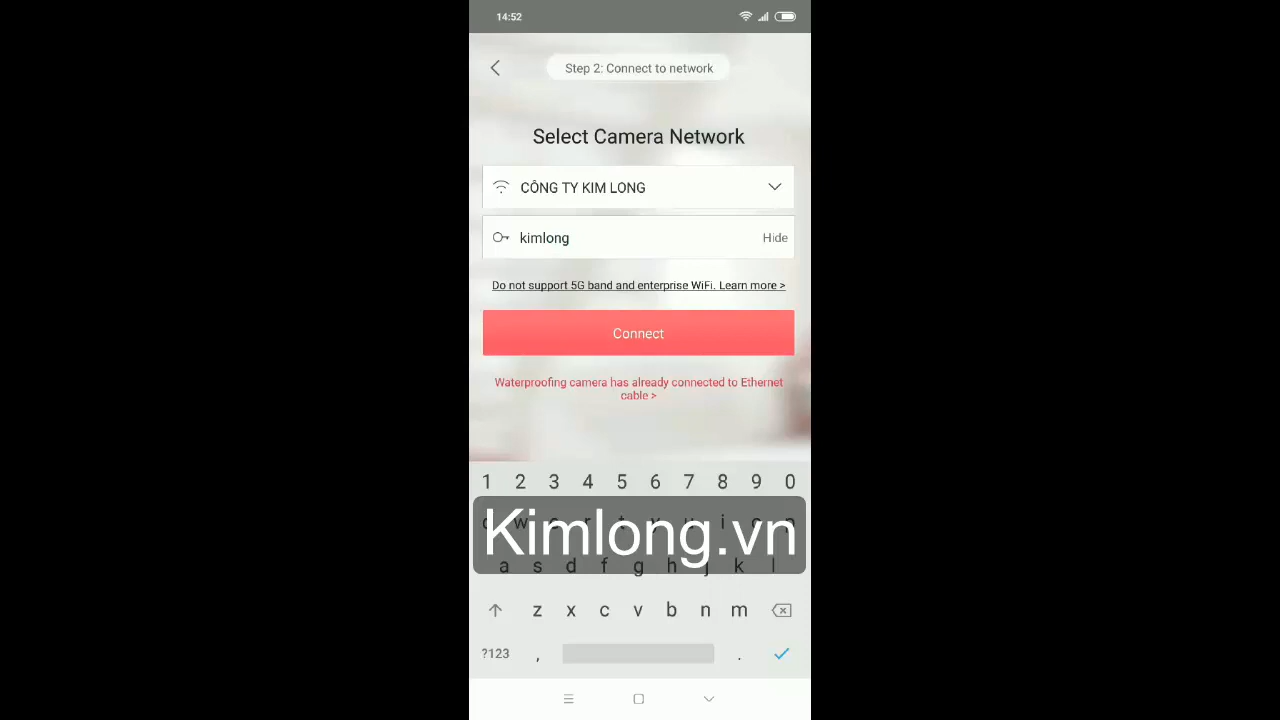 14:52
Step 2: Connect to network
Select Camera Network
CÔNG TY KIM LONG
kimlong
Hide
Do not support 5G band and enterprise WiFi. Learn more >
Connect
Waterproofing camera has already connected to Ethernet
cable >
1 2 3 4 5 6 7 8 9 0
q w e r t y u i o p
Kimlong.vn
a s d f g h j k l
z x c v b n m
?123 , .